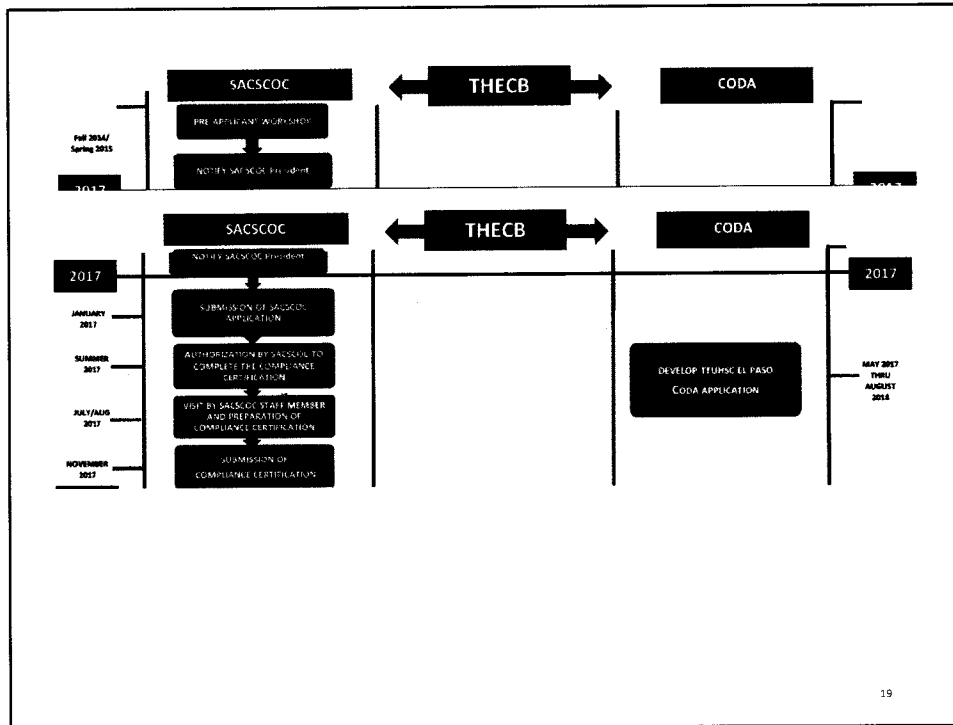 SACSCOC
THECB
CODA
PRE APPLICANT WORKSHOP
Fall 2014/
Spring 2015
NOTIFY SACSCOC President
2017
2017
SACSCOC
THECB
CODA
NOTIFY SACSCOC President
2017
2017
JANUARY
2017
SUBMISSION OF SACSCOC
APPLICATION
SUMMER
2017
AUTHORIZATION BY SACSCOC TO
COMPLETE THE COMPLIANCE
CERTIFICATION
DEVELOP TTUHSC EL PASO
CODA APPLICATION
MAY 2017
THRU
AUGUST
2018
JULY/AUG
2017
VISIT BY SACSCOC STAFF MEMBER
AND PREPARATION OF
COMPLIANCE CERTIFICATION
NOVEMBER
2017
SUBMISSION OF
COMPLIANCE CERTIFICATION
19